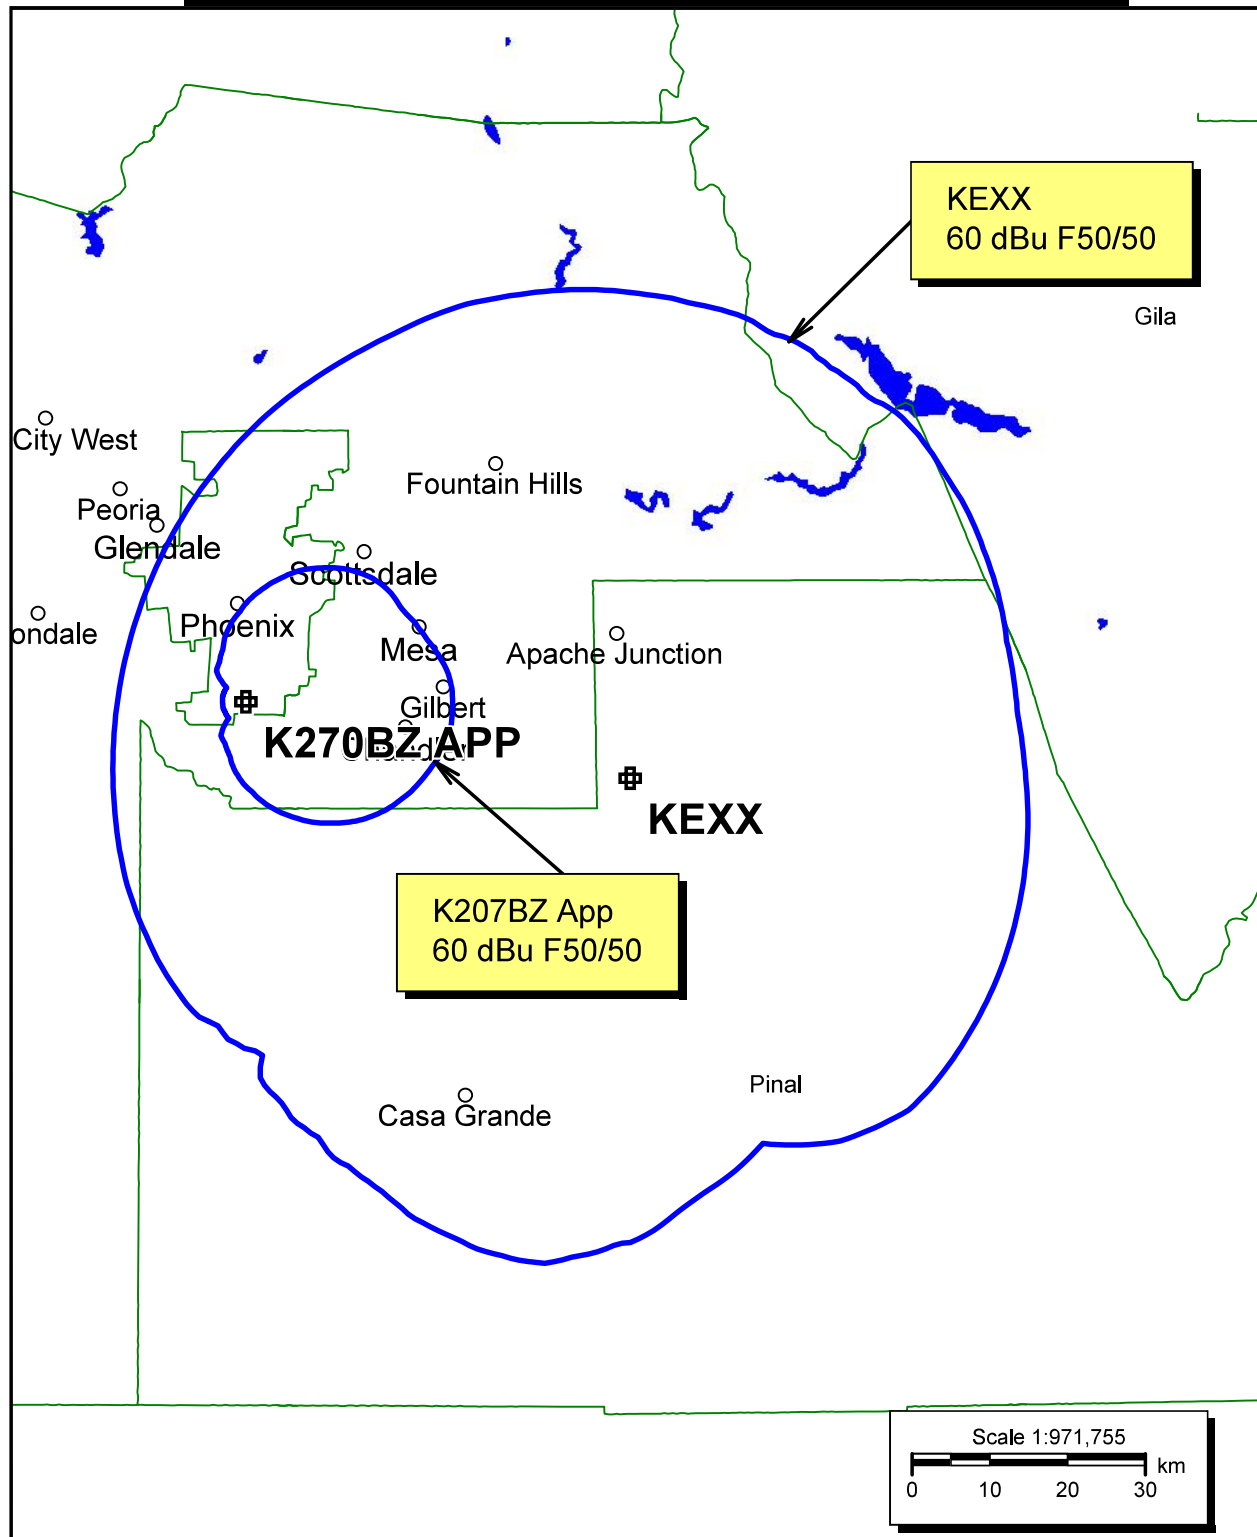 KEXX
60 dBu F50/50
Gila
City West
Fountain Hills
Peoria
Glendale
Scottsdale
Phoenix
ondale
Mesa
Apache Junction
Gilbert
K270BZ APP
Chandler
KEXX
K207BZ App
60 dBu F50/50
Pinal
Casa Grande
Scale 1:971,755
km
0 10 20 30